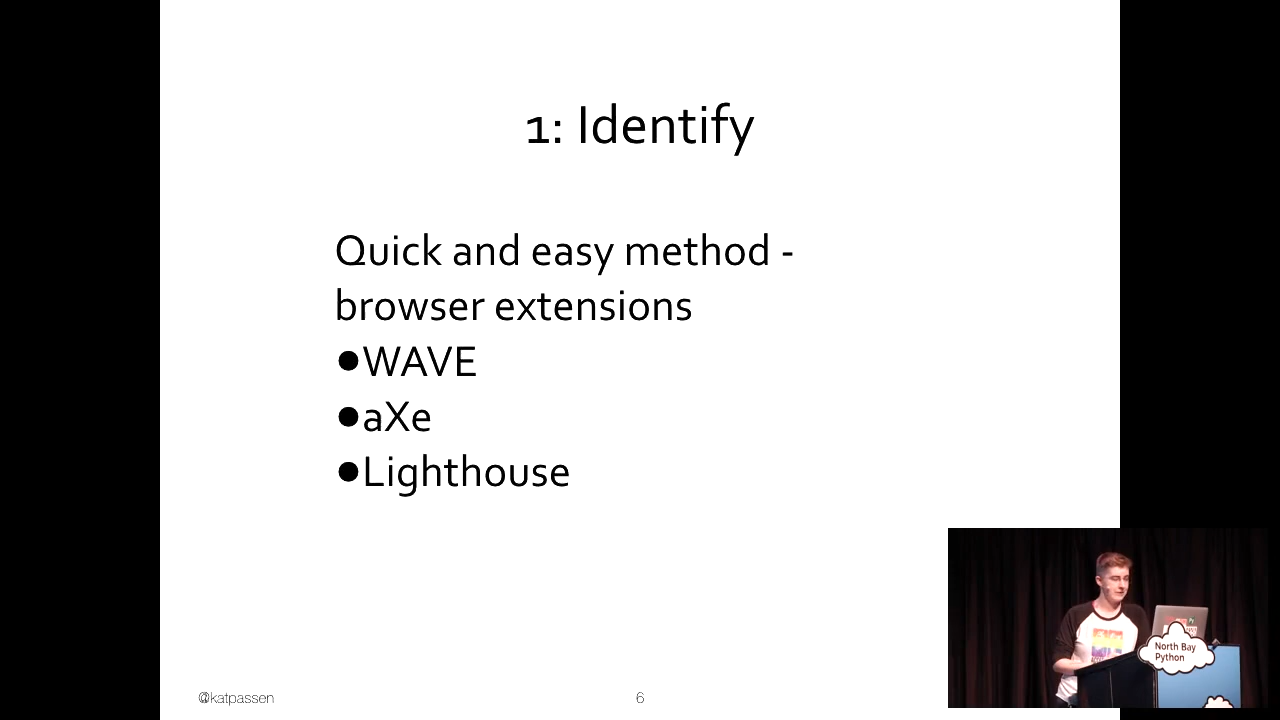 1: Identify
Quick and easy method -
browser extensions
●WAVE
●aXe
●Lighthouse
North Bay
Python
@katpassen
6